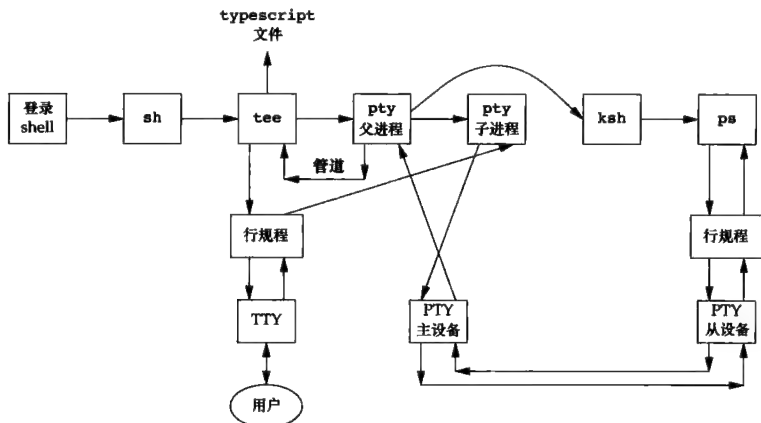 typescript
文件
登录
shell
sh
tee
pty
父进程
pty
子进程
ksh
ps
管道
行规程
行规程
TTY
PTY
主设备
PTY
从设备
用户